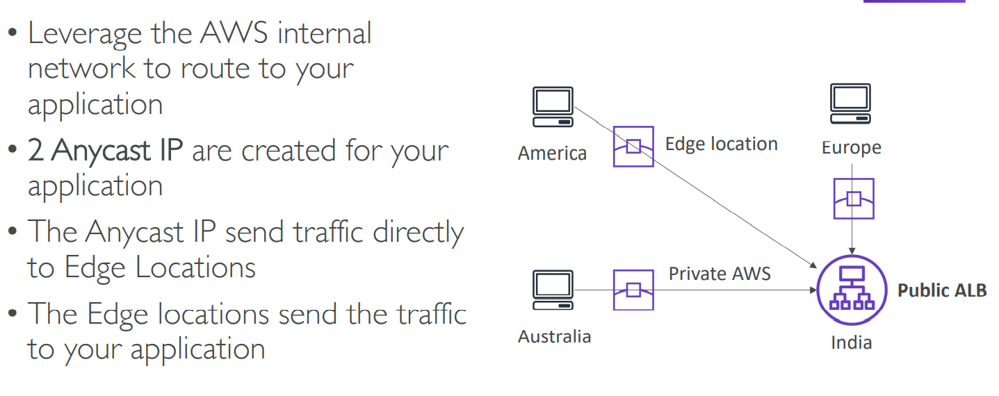 • Leverage the AWS internal
network to route to your
application
• 2 Anycast IP are created for your
application
• The Anycast IP send traffic directly
to Edge Locations
• The Edge locations send the traffic
to your application
America
Edge location
Europe
Private AWS
Public ALB
Australia
India